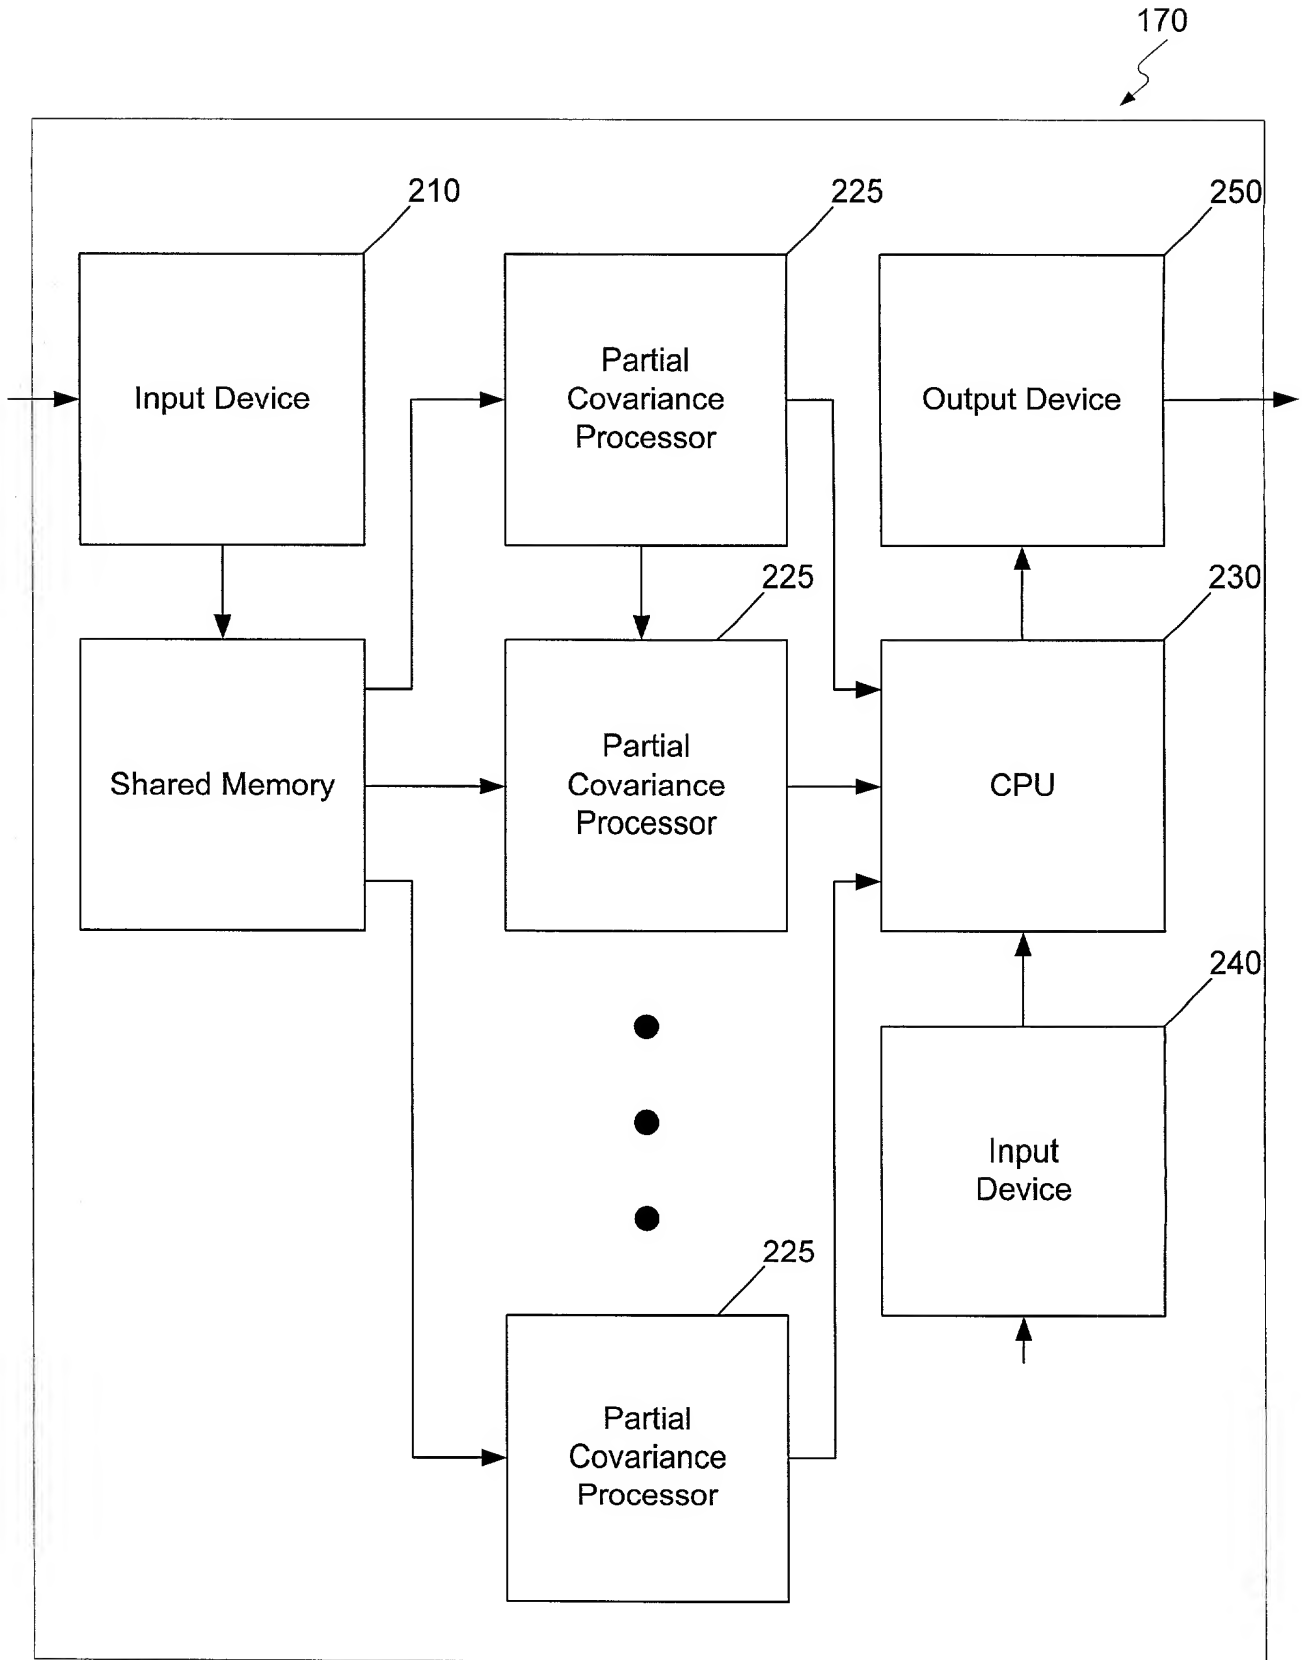 170
210
225
250
Input Device
Partial
Covariance
Processor
Output Device
225
230
Shared Memory
Partial
Covariance
Processor
CPU
240
Input
Device
225
Partial
Covariance
Processor